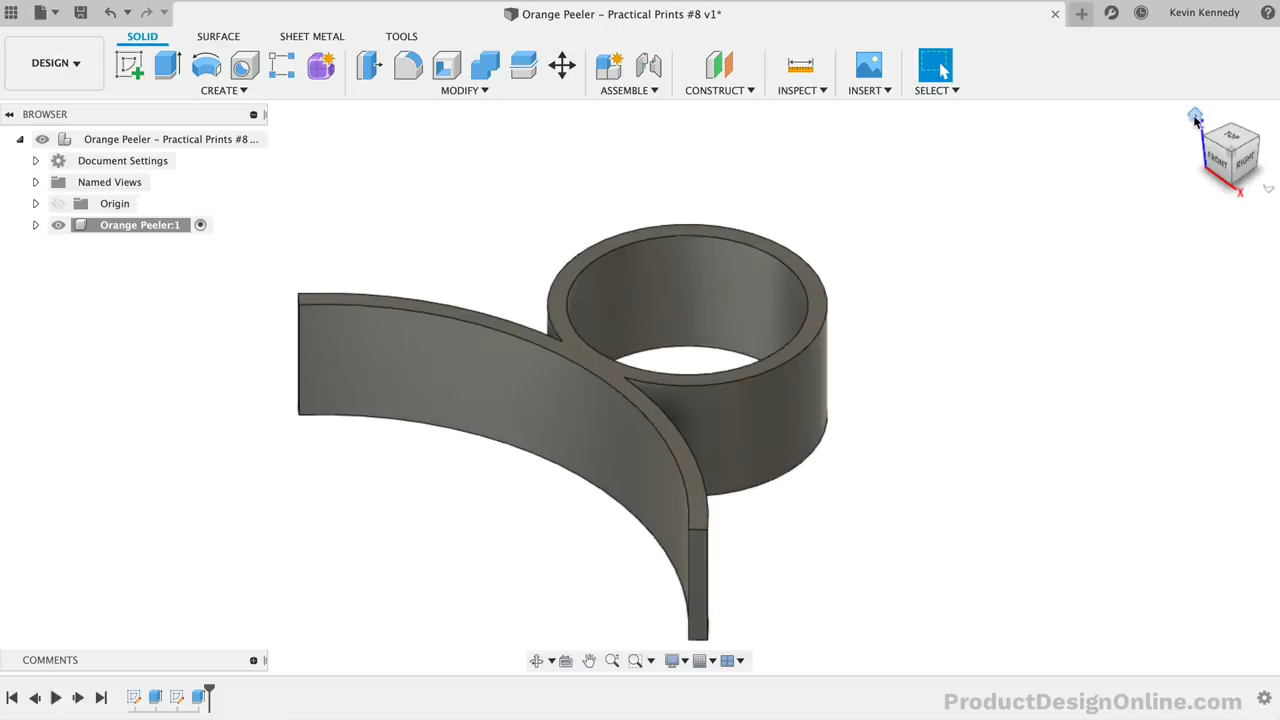 Orange Peeler – Practical Prints #8 v1*
Kevin Kennedy
SOLID
SURFACE
SHEET METAL
TOOLS
DESIGN
CREATE
MODIFY
ASSEMBLE
CONSTRUCT
INSPECT
INSERT
SELECT
BROWSER
Orange Peeler – Practical Prints #8 ...
Document Settings
Named Views
Origin
Orange Peeler:1
TOP
FRONT
RIGHT
X
COMMENTS
ProductDesignOnline.com